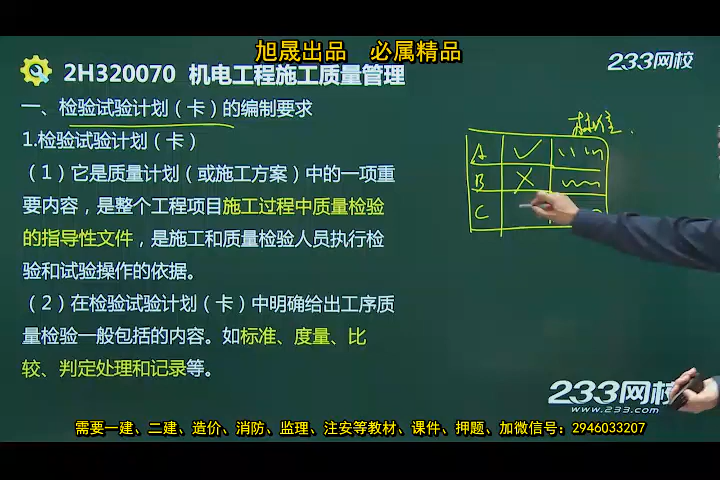 旭晟出品 必属精品
233网校
2H320070 机电工程施工质量管理
一、检验试验计划（卡）的编制要求
1.检验试验计划（卡）
（1）它是质量计划（或施工方案）中的一项重
要内容，是整个工程项目施工过程中质量检验
的指导性文件，是施工和质量检验人员执行检
验和试验操作的依据。
（2）在检验试验计划（卡）中明确给出工序质
量检验一般包括的内容。如标准、度量、比
较、判定处理和记录等。
标准.
A
B
C
233网校
www.233.com
需要一建、二建、造价、消防、监理、注安等教材、课件、押题、加微信号：2946033207